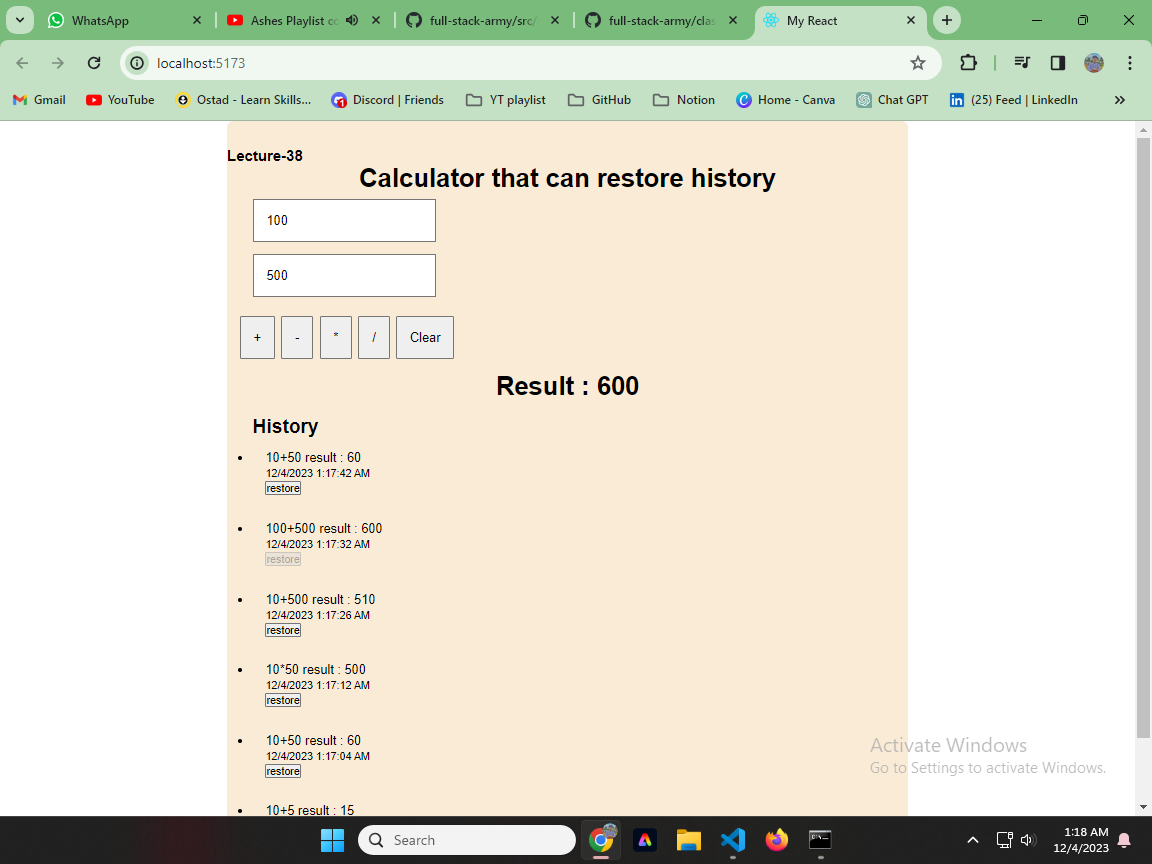 WhatsApp
Ashes Playlist co
full-stack-army/src/
full-stack-army/clas
My React
localhost:5173
Gmail
YouTube
Ostad - Learn Skills...
Discord | Friends
YT playlist
GitHub
Notion
Home - Canva
Chat GPT
(25) Feed | LinkedIn
Lecture-38
Calculator that can restore history
100
500
+ - * / Clear
Result : 600
History
10+50 result : 60
12/4/2023 1:17:42 AM
restore
100+500 result : 600
12/4/2023 1:17:32 AM
restore
10+500 result : 510
12/4/2023 1:17:26 AM
restore
10*50 result : 500
12/4/2023 1:17:12 AM
restore
10+50 result : 60
12/4/2023 1:17:04 AM
restore
10+5 result : 15
Activate Windows
Go to Settings to activate Windows.
Search
1:18 AM
12/4/2023